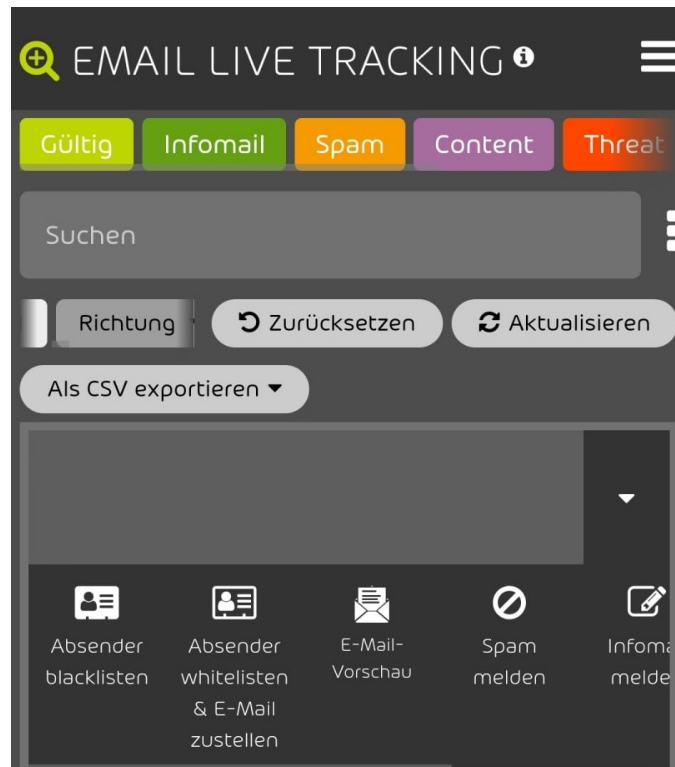 EMAIL LIVE TRACKING
Gültig Infomail Spam Content Threat
Suchen
Richtung Zurücksetzen Aktualisieren
Als CSV exportieren
Absender Absender E-Mail- Spam
blacklisten whitelisten Vorschau melden
& E-Mail
zustellen